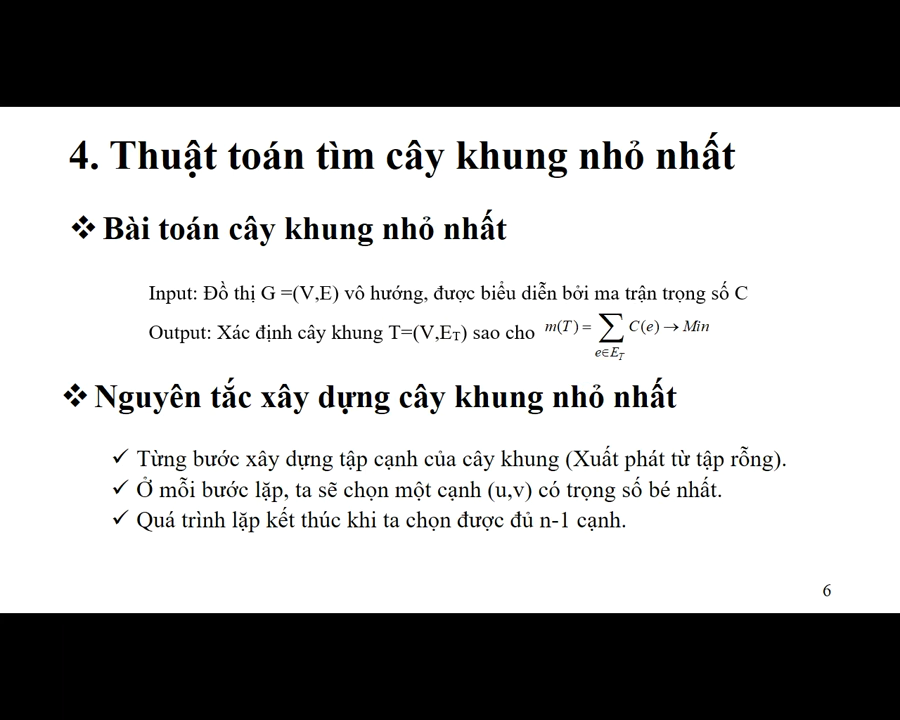 4. Thuật toán tìm cây khung nhỏ nhất
❖ Bài toán cây khung nhỏ nhất
Input: Đồ thị G =(V,E) vô hướng, được biểu diễn bởi ma trận trọng số C
Output: Xác định cây khung T=(V,E_T) sao cho m(T) = ∑_{e∈E_T} C(e) → Min
❖ Nguyên tắc xây dựng cây khung nhỏ nhất
✓ Từng bước xây dựng tập cạnh của cây khung (Xuất phát từ tập rỗng).
✓ Ở mỗi bước lặp, ta sẽ chọn một cạnh (u,v) có trọng số bé nhất.
✓ Quá trình lặp kết thúc khi ta chọn được đủ n-1 cạnh.
6